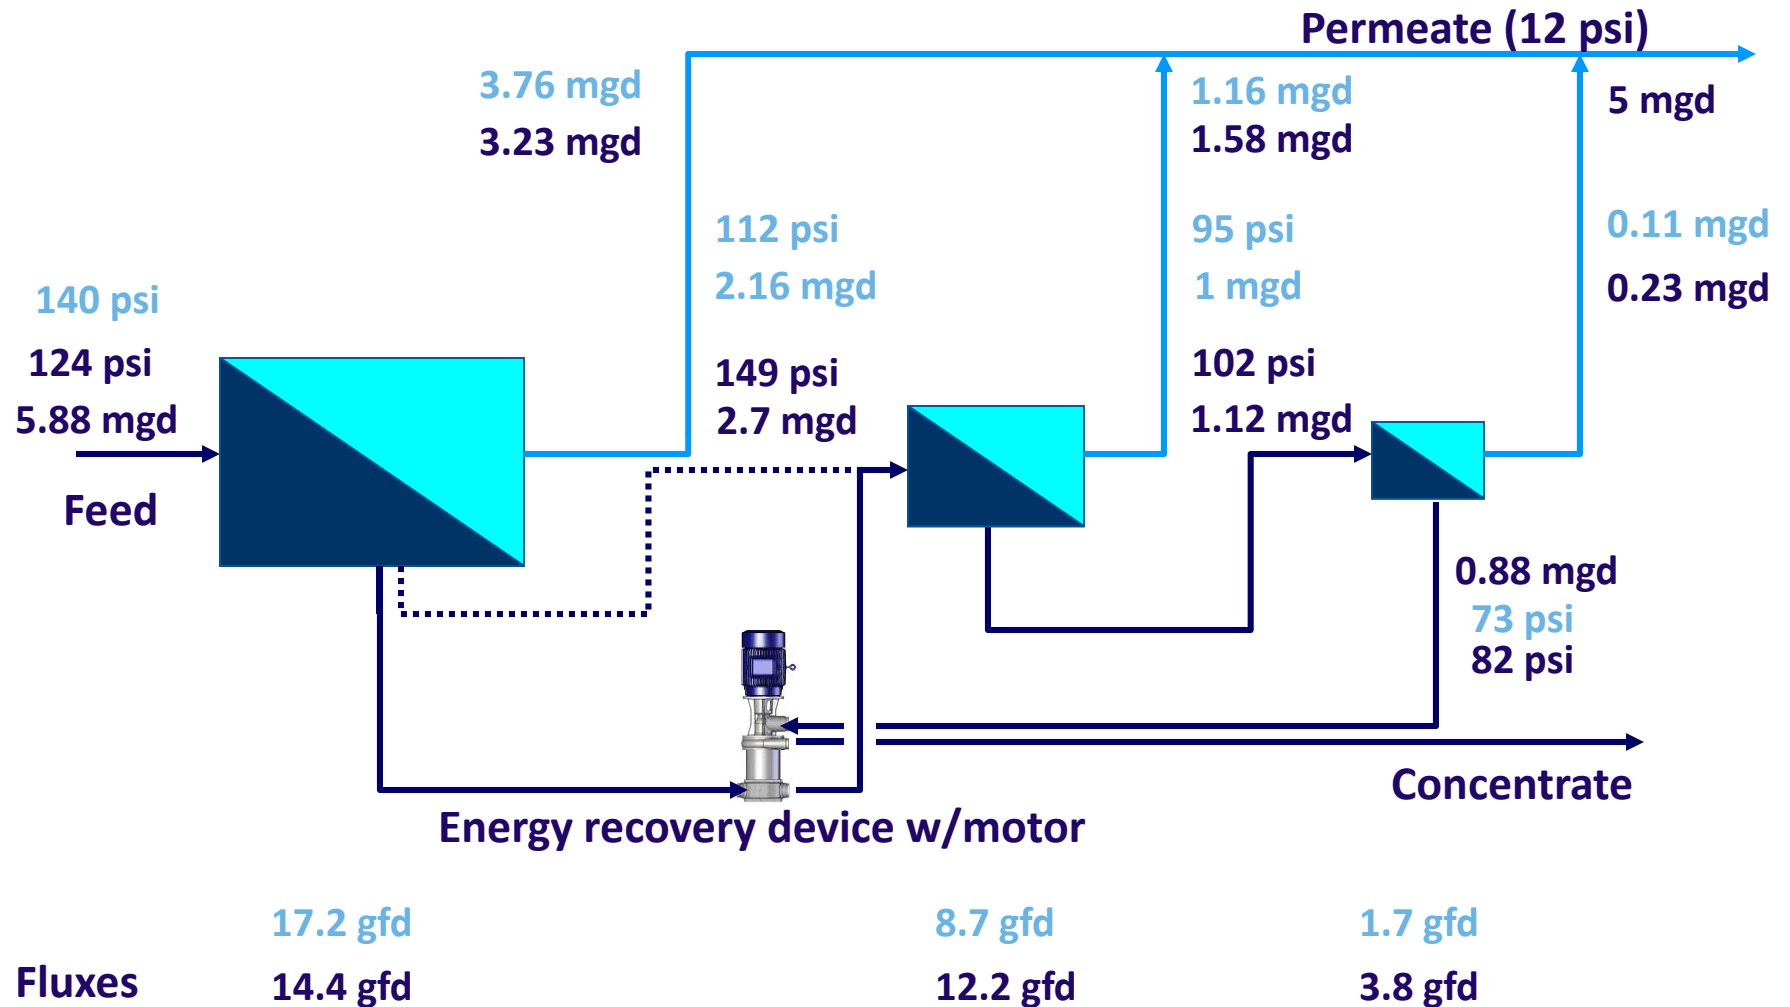 Permeate (12 psi)
3.76 mgd
3.23 mgd
1.16 mgd
1.58 mgd
5 mgd
112 psi
2.16 mgd
95 psi
1 mgd
0.11 mgd
0.23 mgd
140 psi
124 psi
5.88 mgd
Feed
149 psi
2.7 mgd
102 psi
1.12 mgd
0.88 mgd
73 psi
82 psi
Concentrate
Energy recovery device w/motor
17.2 gfd
8.7 gfd
1.7 gfd
Fluxes
14.4 gfd
12.2 gfd
3.8 gfd